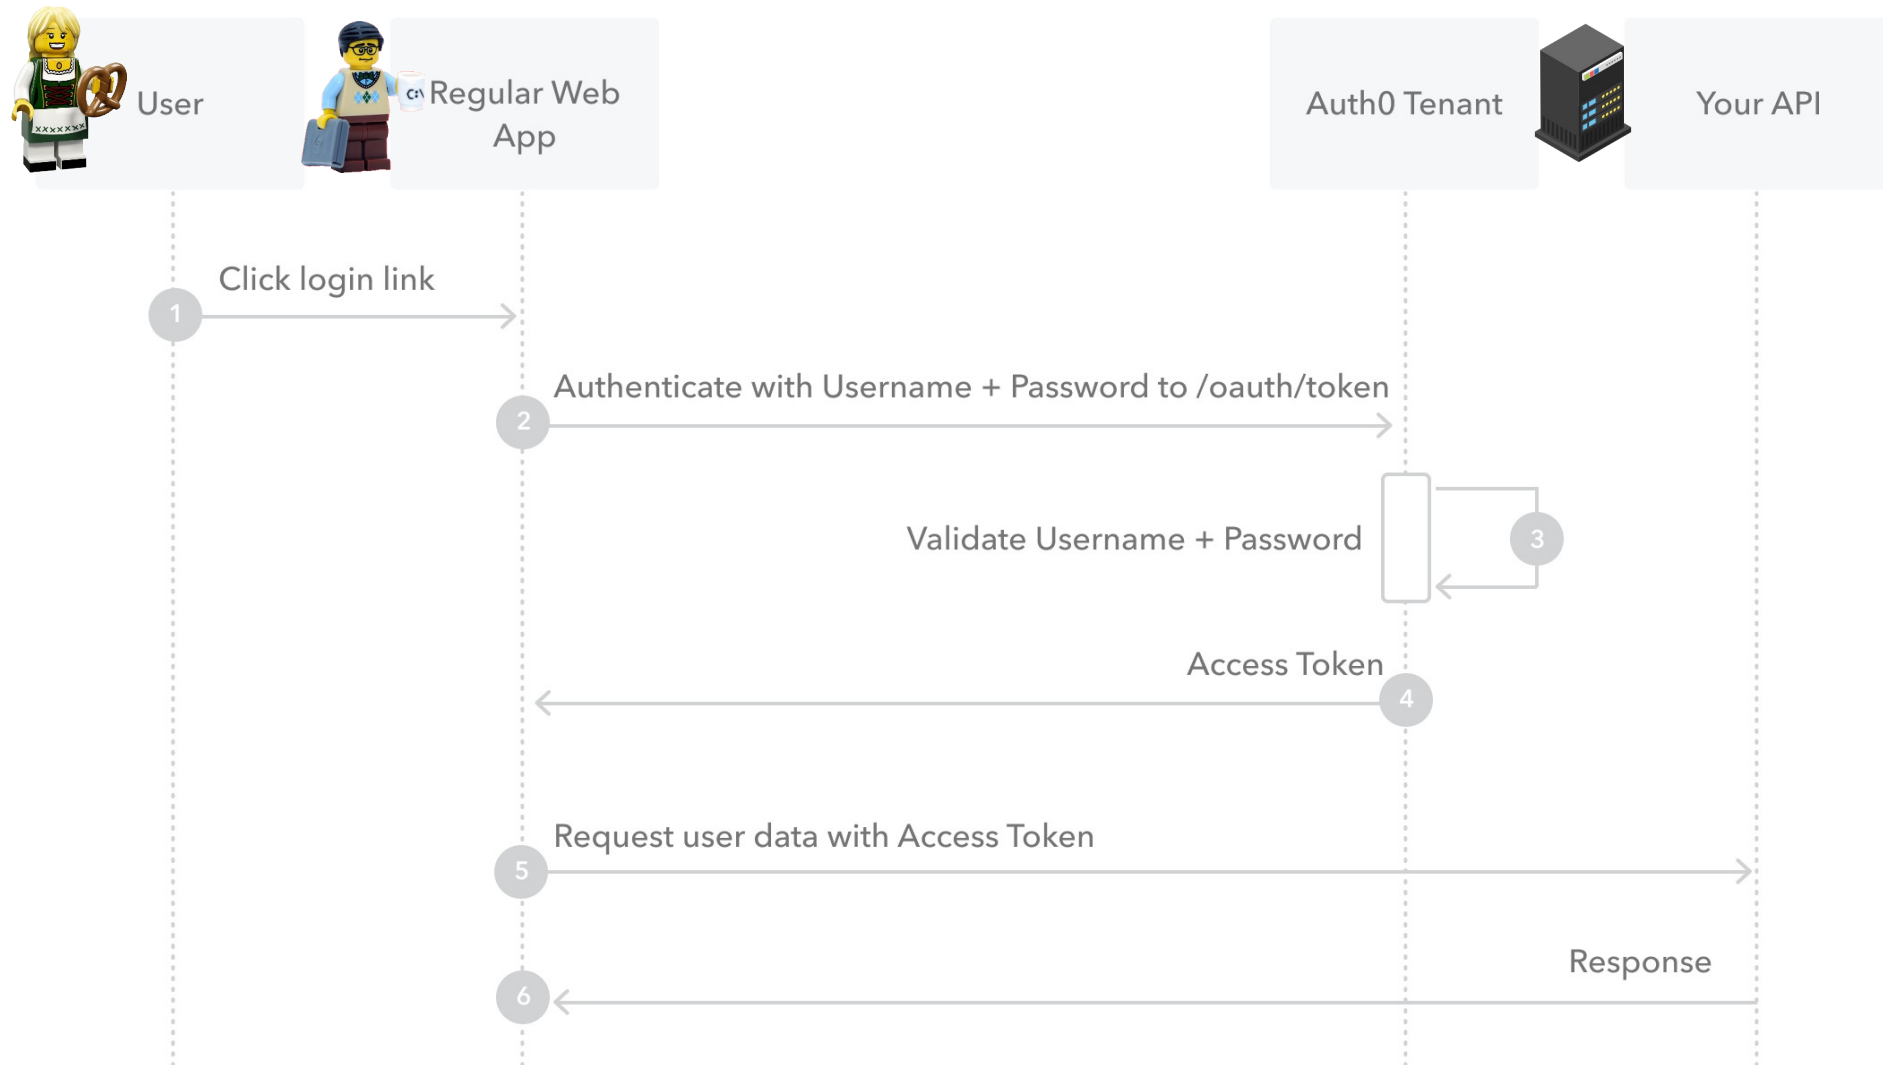 User
Regular Web
App
Auth0 Tenant
Your API
C:\
Click login link
1
Authenticate with Username + Password to /oauth/token
2
Validate Username + Password
3
Access Token
4
Request user data with Access Token
5
Response
6